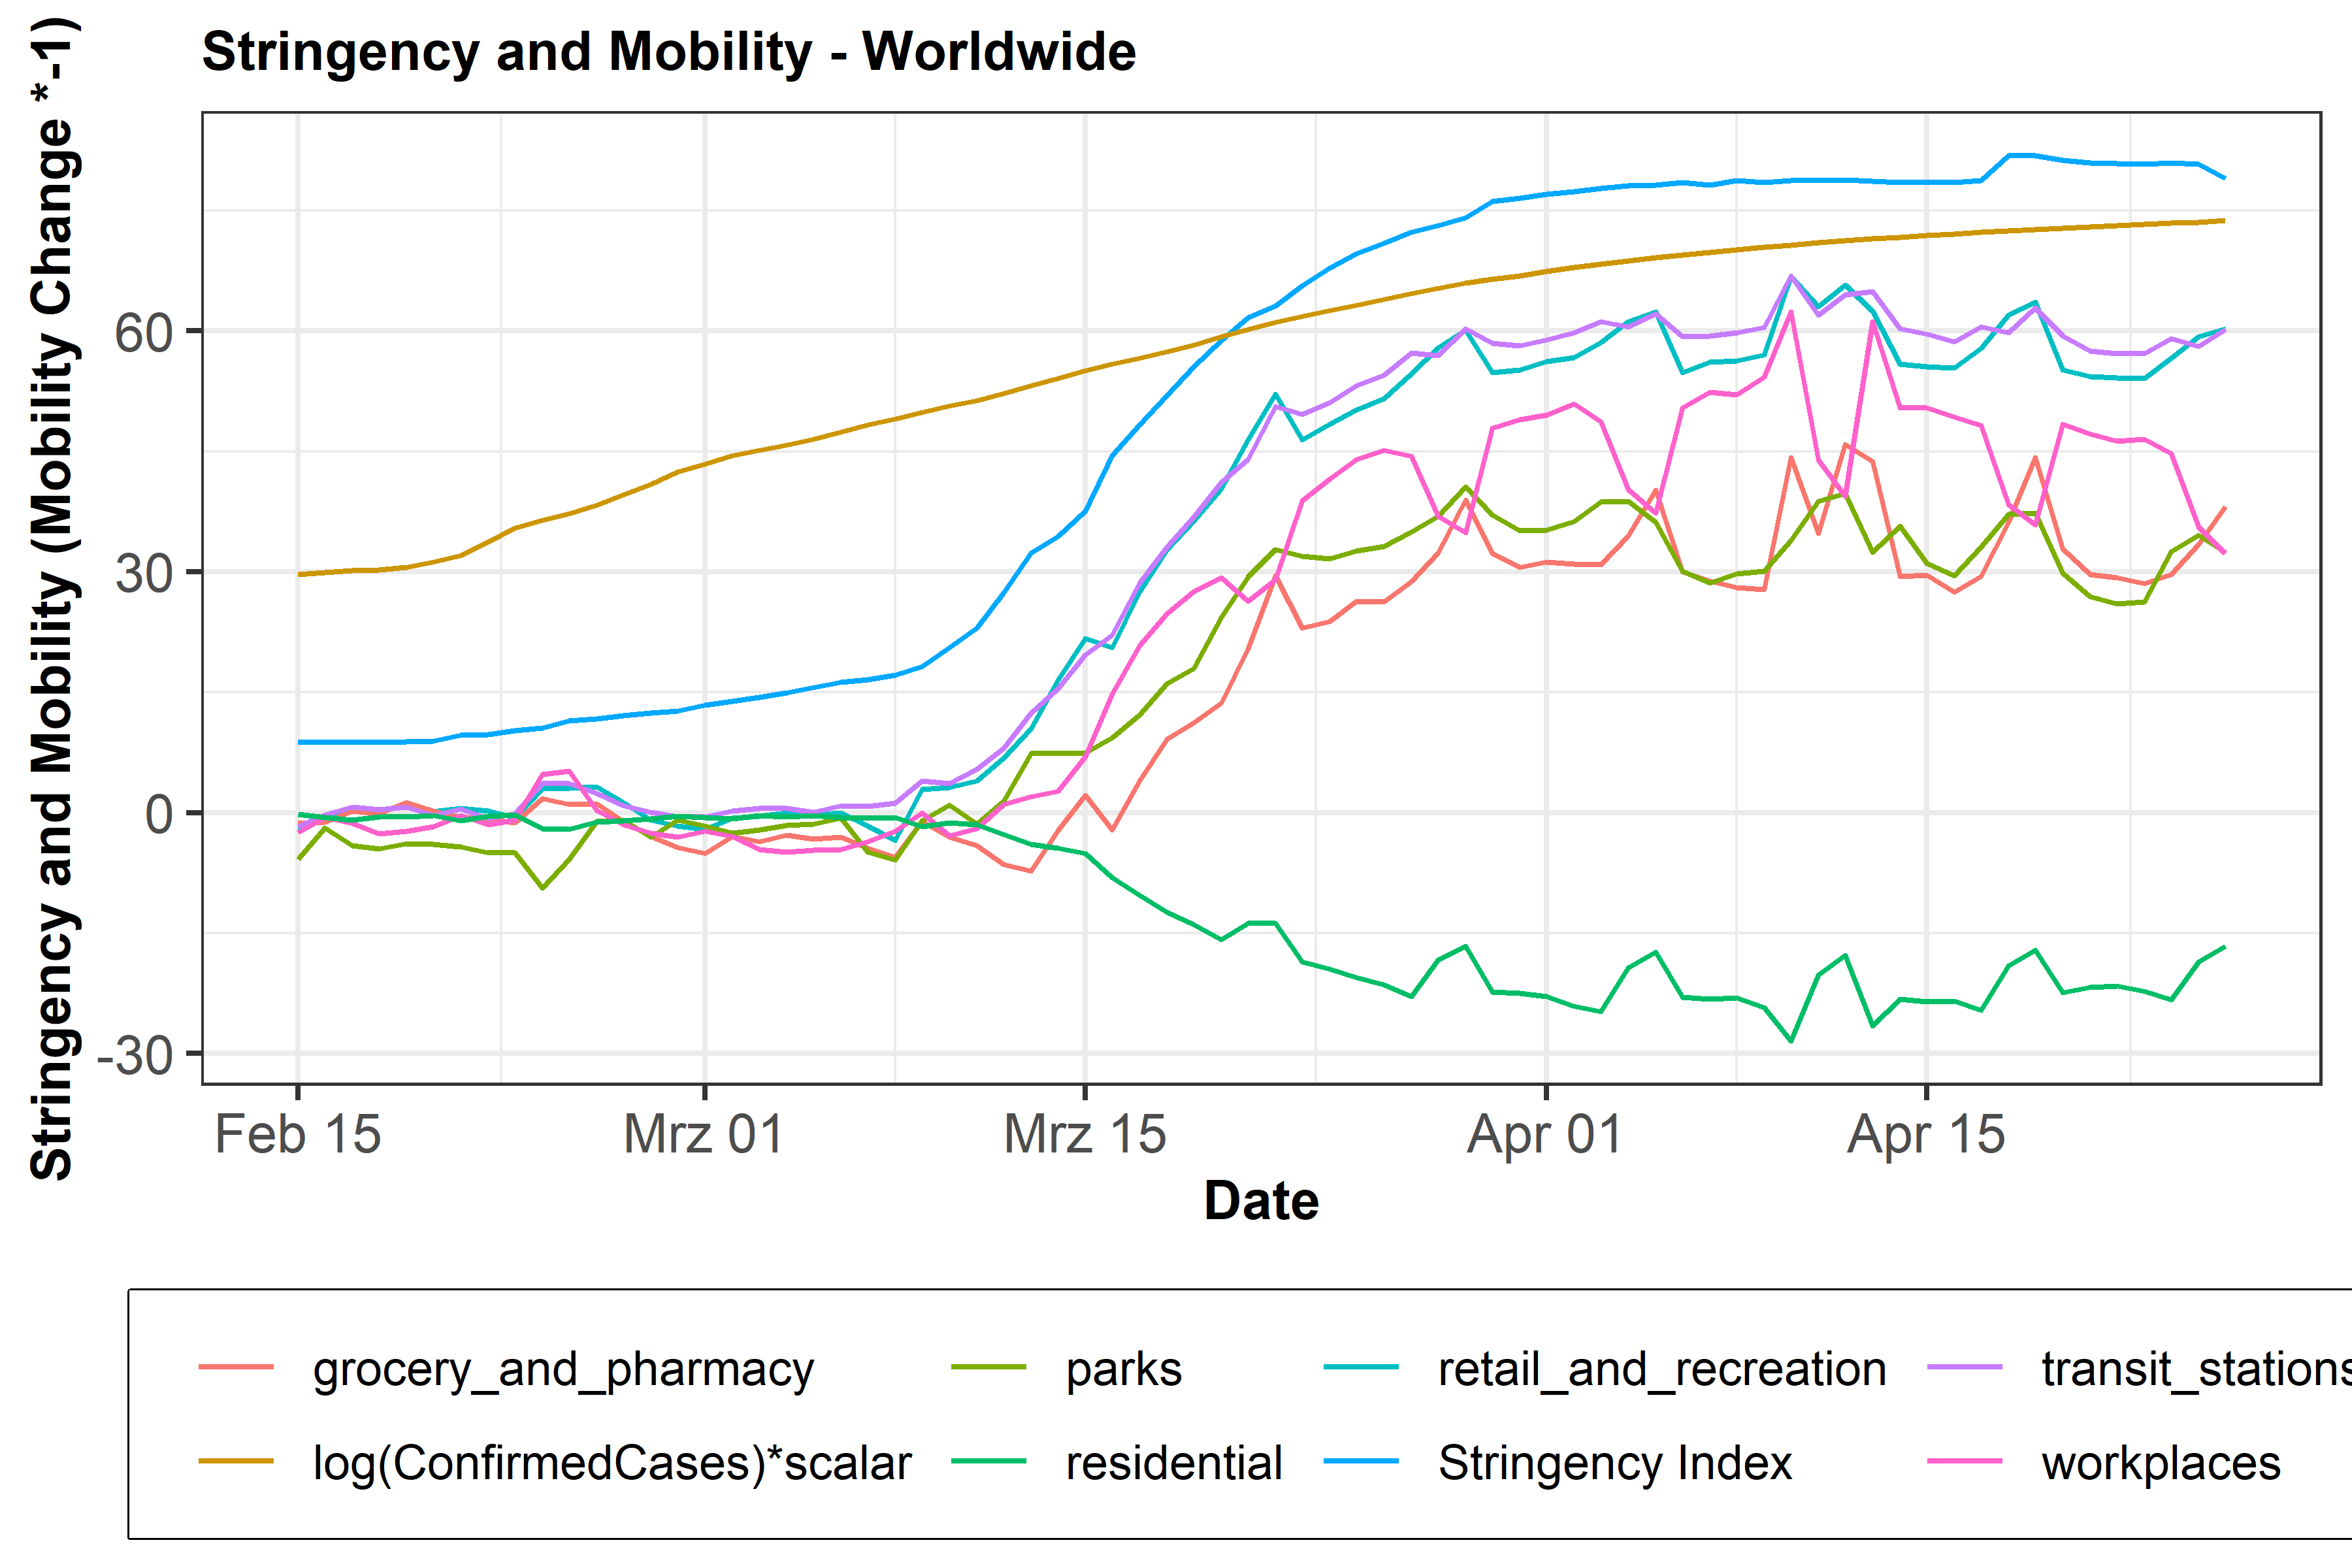 Stringency and Mobility - Worldwide
Stringency and Mobility (Mobility Change *-1)
60
30
0
-30
Feb 15 Mrz 01 Mrz 15 Apr 01 Apr 15
Date
grocery_and_pharmacy parks retail_and_recreation transit_stations
log(ConfirmedCases)*scalar residential Stringency Index workplaces